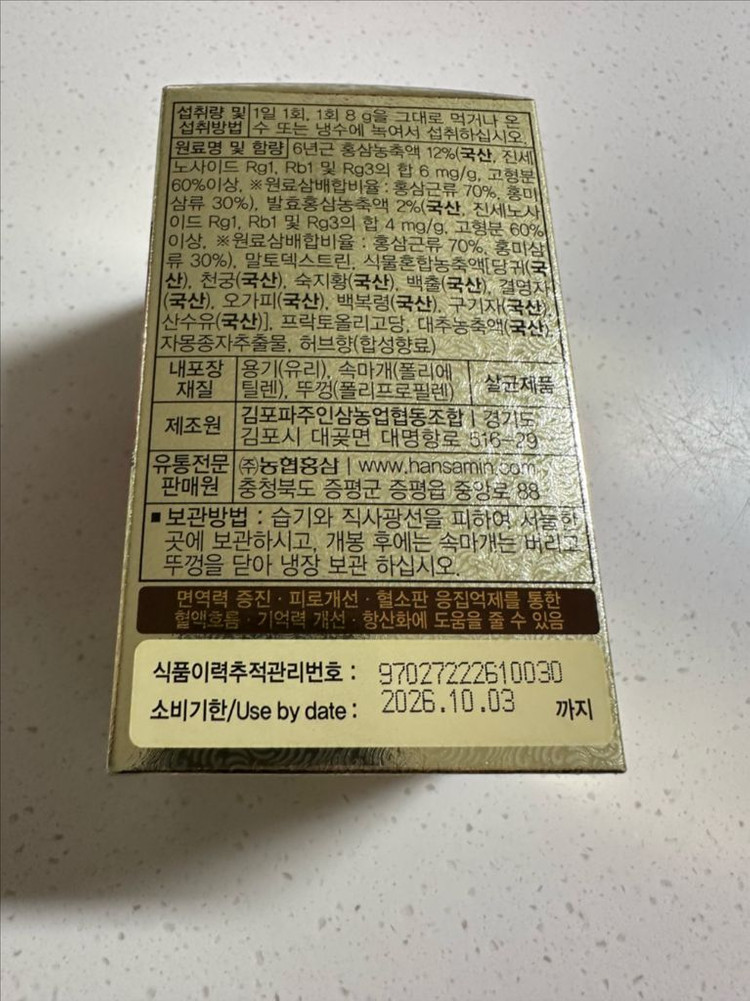 섭취량 및 1일 1회, 1회 8 g을 그대로 먹거나 온
섭취방법 수 또는 냉수에 녹여서 섭취하십시오.
원료명 및 함량 6년근 홍삼농축액 12%(국산, 진세
노사이드 Rg1, Rb1 및 Rg3의 합 6 mg/g, 고형분
60%이상, ※원료삼배합비율 : 홍삼근류 70%, 홍미
삼류 30%), 발효홍삼농축액 2%(국산, 진세노사
이드 Rg1, Rb1 및 Rg3의 합 4 mg/g, 고형분 60%
이상, ※원료삼배합비율 : 홍삼근류 70%, 홍미삼
류 30%), 말토덱스트린, 식물혼합농축액[당귀(국
산), 천궁(국산), 숙지황(국산), 백출(국산), 결명자
(국산), 오가피(국산), 백복령(국산), 구기자(국산),
산수유(국산)], 프락토올리고당, 대추농축액(국산),
자몽종자추출물, 허브향(합성향료)
내포장 재질 용기(유리), 속마개(폴리에
틸렌), 뚜껑(폴리프로필렌) 살균제품
제조원 김포파주인삼농업협동조합 | 경기도
김포시 대곶면 대명항로 516-29
유통전문 ㈜농협홍삼 | www.hansamin.com
판매원 충청북도 증평군 증평읍 중앙로 88
■ 보관방법 : 습기와 직사광선을 피하여 서늘한
곳에 보관하시고, 개봉 후에는 속마개는 버리고
뚜껑을 닫아 냉장 보관 하십시오.
면역력 증진 · 피로개선 · 혈소판 응집억제를 통한
혈액흐름 · 기억력 개선 · 항산화에 도움을 줄 수 있음
식품이력추적관리번호 : 97027222610030
소비기한/Use by date : 2026.10.03 까지